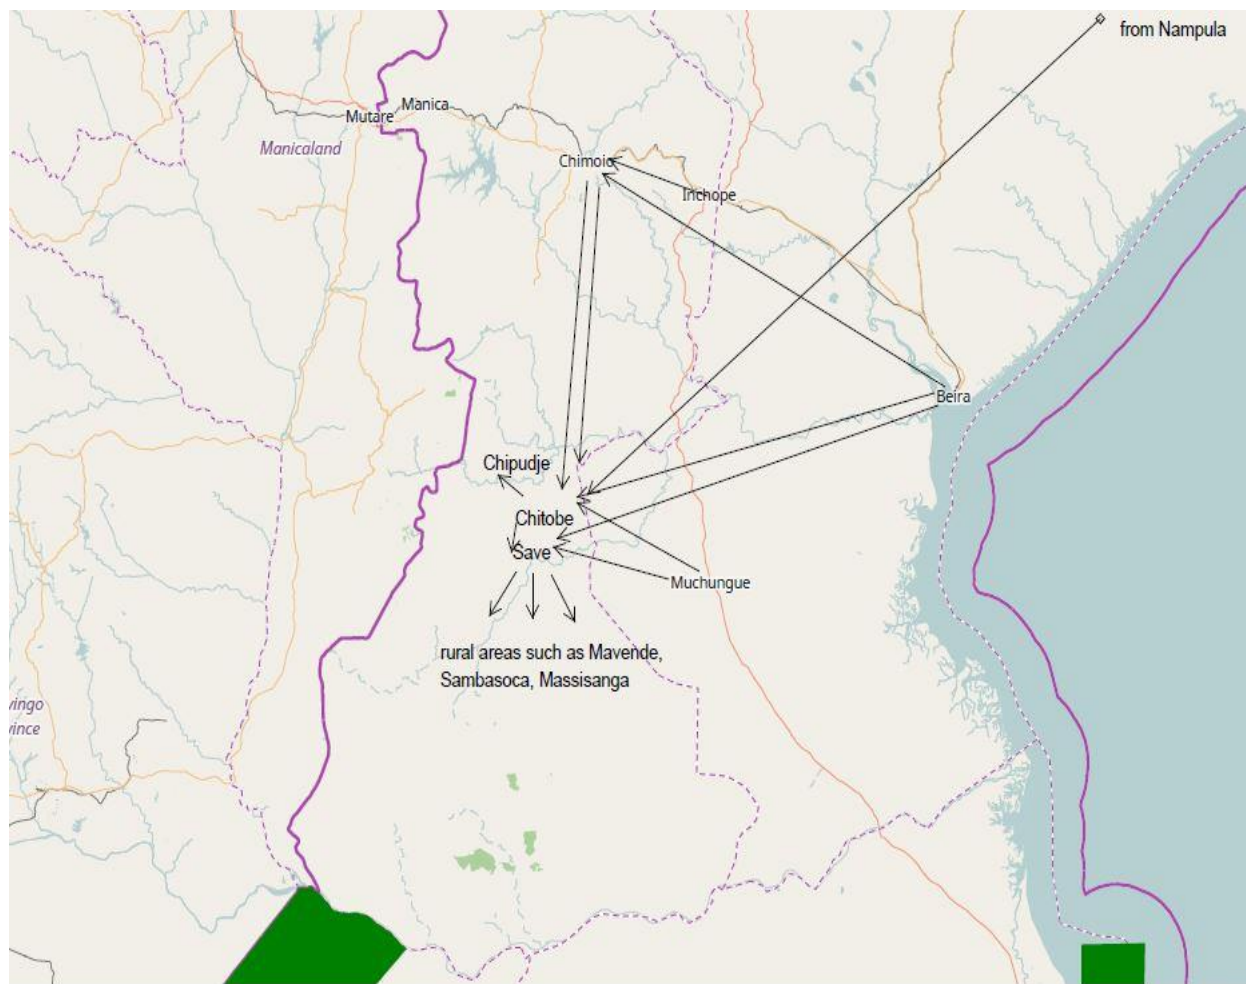 from Nampula
Manica
Mutare
Manicaland
Chimoio
Inchope
Beira
Chipudje
Chitobe
Save
Muchungue
rural areas such as Mavende,
Sambasoca, Massisanga
vingo
vince